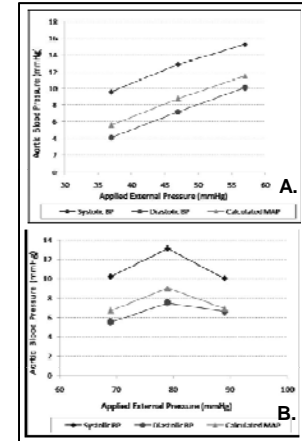 Aortic Blood Pressure (mmHg)
18
16
14
12
10
8
6
4
2
0
30 35 40 45 50 55 60 65
Applied External Pressure (mmHg)
Systolic BP Diastolic BP Calculated MAP
A.
Aortic Blood Pressure (mmHg)
14
12
10
8
6
4
2
0
60 70 80 90 100
Applied External Pressure (mmHg)
Systolic BP Diastolic BP Calculated MAP
B.